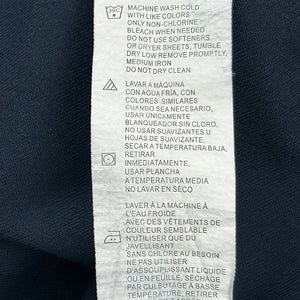 MACHINE WASH COLD
WITH LIKE COLORS
ONLY NON-CHLORINE
BLEACH WHEN NEEDED
DO NOT USE SOFTENERS
OR DRYER SHEETS, TUMBLE
DRY LOW REMOVE PROMPTLY,
MEDIUM IRON
DO NOT DRY CLEAN
LAVAR A MÁQUINA
CON AGUA FRÍA, CON
COLORES SIMILARES
CUANDO SEA NECESARIO,
USAR ÚNICAMENTE
BLANQUEADOR SIN CLORO,
NO USAR SUAVIZANTES U
HOJAS DE SUAVIZANTE,
SECAR A TEMPERATURA BAJA,
RETIRAR
INMEDIATAMENTE,
USAR PLANCHA
A TEMPERATURA MEDIA
NO LAVAR EN SECO
LAVER À LA MACHINE À
L'EAU FROIDE
AVEC DES VÊTEMENTS DE
COULEUR SEMBLABLE
N'UTILISER QUE DU
JAVELLISANT
SANS CHLORE AU BESOIN
NE PAS UTILISER
D'ASSOUPLISSANT LIQUIDE
OU EN FEUILLE, SÉCHAGE
PAR CULBUTAGE À BASSE
TEMPÉRATURE, RETIRER